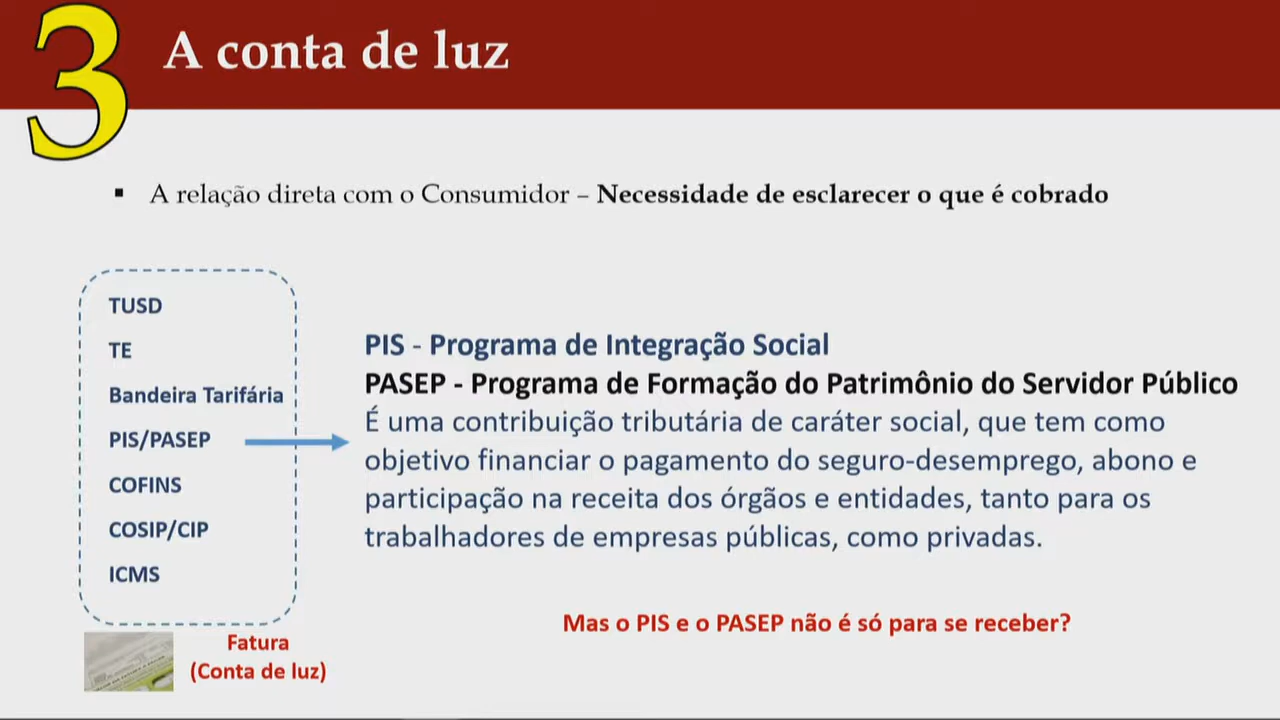 3
A conta de luz
▪ A relação direta com o Consumidor – Necessidade de esclarecer o que é cobrado
TUSD
TE
Bandeira Tarifária
PIS/PASEP
COFINS
COSIP/CIP
ICMS
PIS - Programa de Integração Social
PASEP - Programa de Formação do Patrimônio do Servidor Público
É uma contribuição tributária de caráter social, que tem como
objetivo financiar o pagamento do seguro-desemprego, abono e
participação na receita dos órgãos e entidades, tanto para os
trabalhadores de empresas públicas, como privadas.
Mas o PIS e o PASEP não é só para se receber?
Fatura
(Conta de luz)